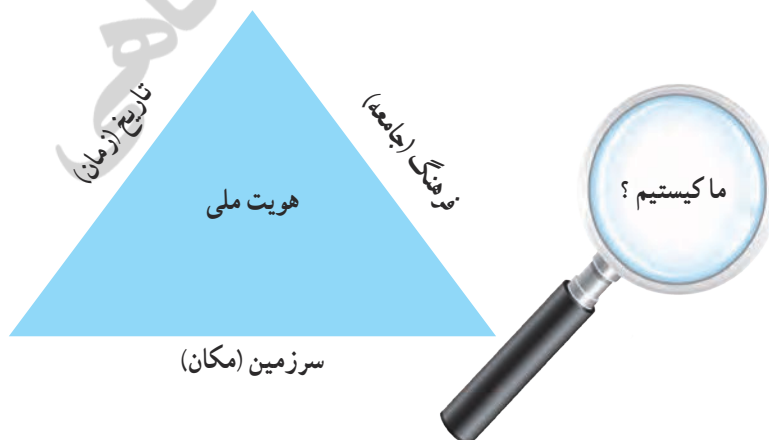 تاریخ (زمان)
فرهنگ (جامعه)
هویت ملی
سرزمین (مکان)
ما کیستیم ؟